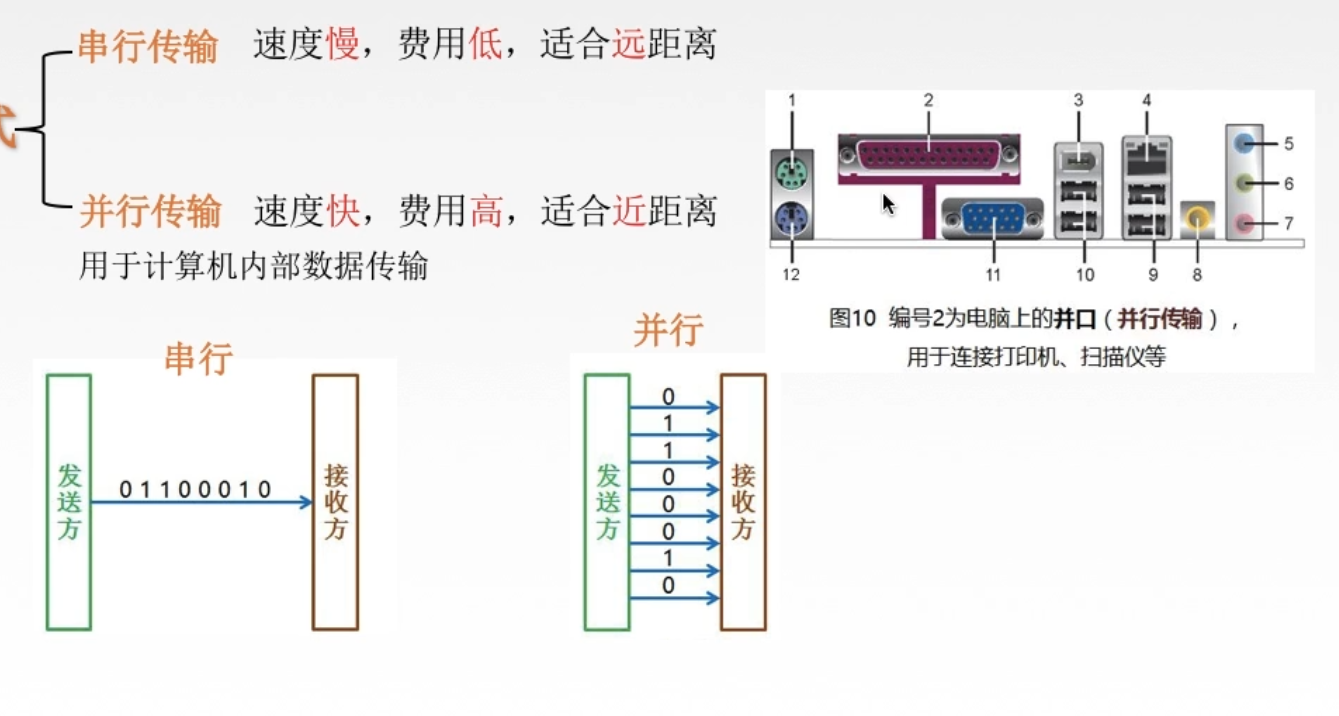 串行传输 速度慢，费用低，适合远距离
式
并行传输 速度快，费用高，适合近距离
用于计算机内部数据传输
1 2 3 4
5
6
7
12 11 10 9 8
图10 编号2为电脑上的并口（并行传输），
用于连接打印机、扫描仪等
串行
发送方
01100010
接收方
并行
发送方
0
1
1
0
0
0
1
0
接收方